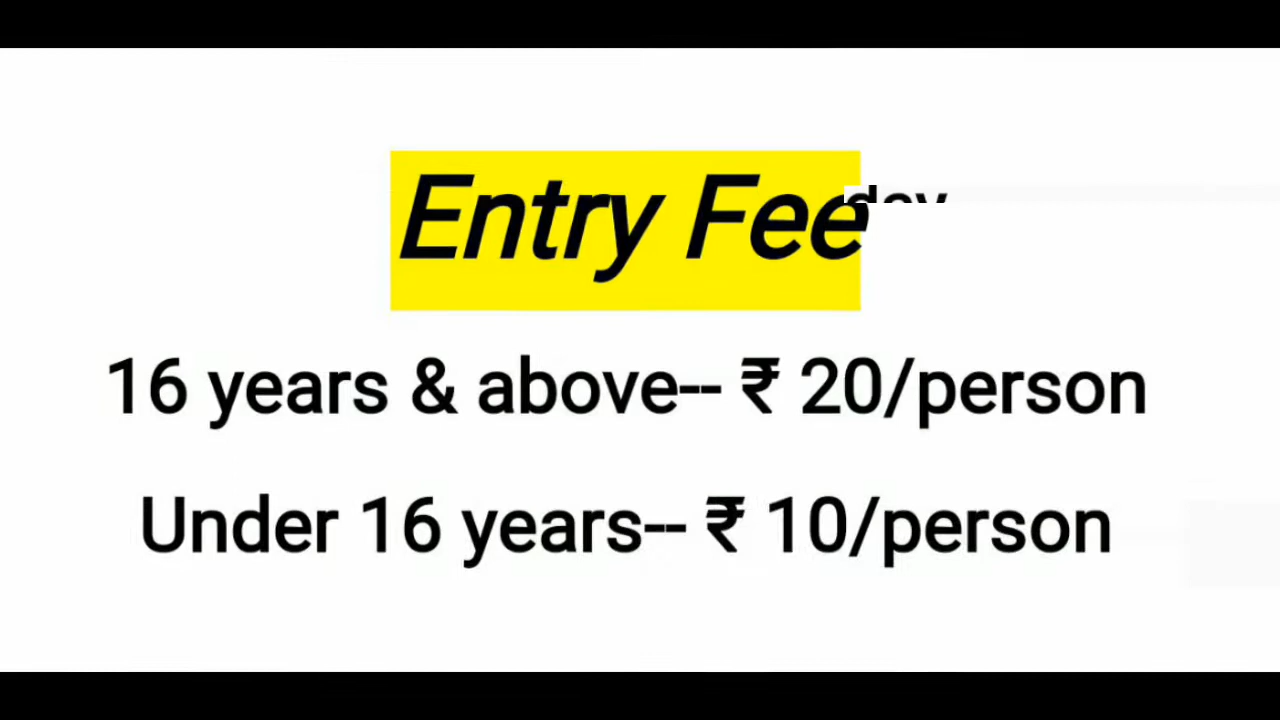 Entry Fee
16 years & above-- ₹ 20/person
Under 16 years-- ₹ 10/person